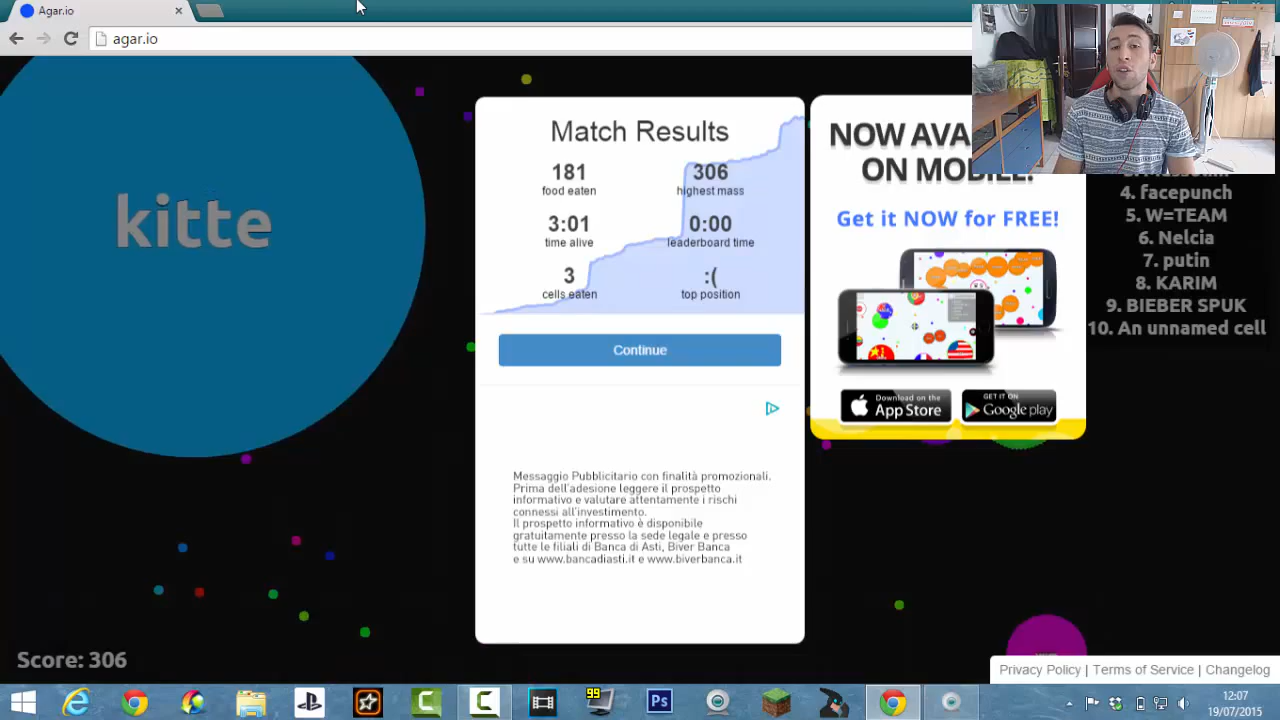 Agar.io
agar.io
kitte
Match Results
181
food eaten
306
highest mass
3:01
time alive
0:00
leaderboard time
3
cells eaten
:(
top position
Continue
Messaggio Pubblicitario con finalità promozionali.
Prima dell'adesione leggere il prospetto
informativo e valutare attentamente i rischi
connessi all'investimento.
Il prospetto informativo è disponibile
gratuitamente presso la sede legale e presso
tutte le filiali di Banca di Asti, Biver Banca
e su www.bancadiasti.it e www.biverbanca.it
NOW
ON MOBILE!
Get it NOW for FREE!
Download on the
App Store
GET IT ON
Google play
4. facepunch
5. W=TEAM
6. Nelcia
7. putin
8. KARIM
9. BIEBER SPUK
10. An unnamed cell
Score: 306
Privacy Policy | Terms of Service | Changelog
99
Ps
12:07
19/07/2015